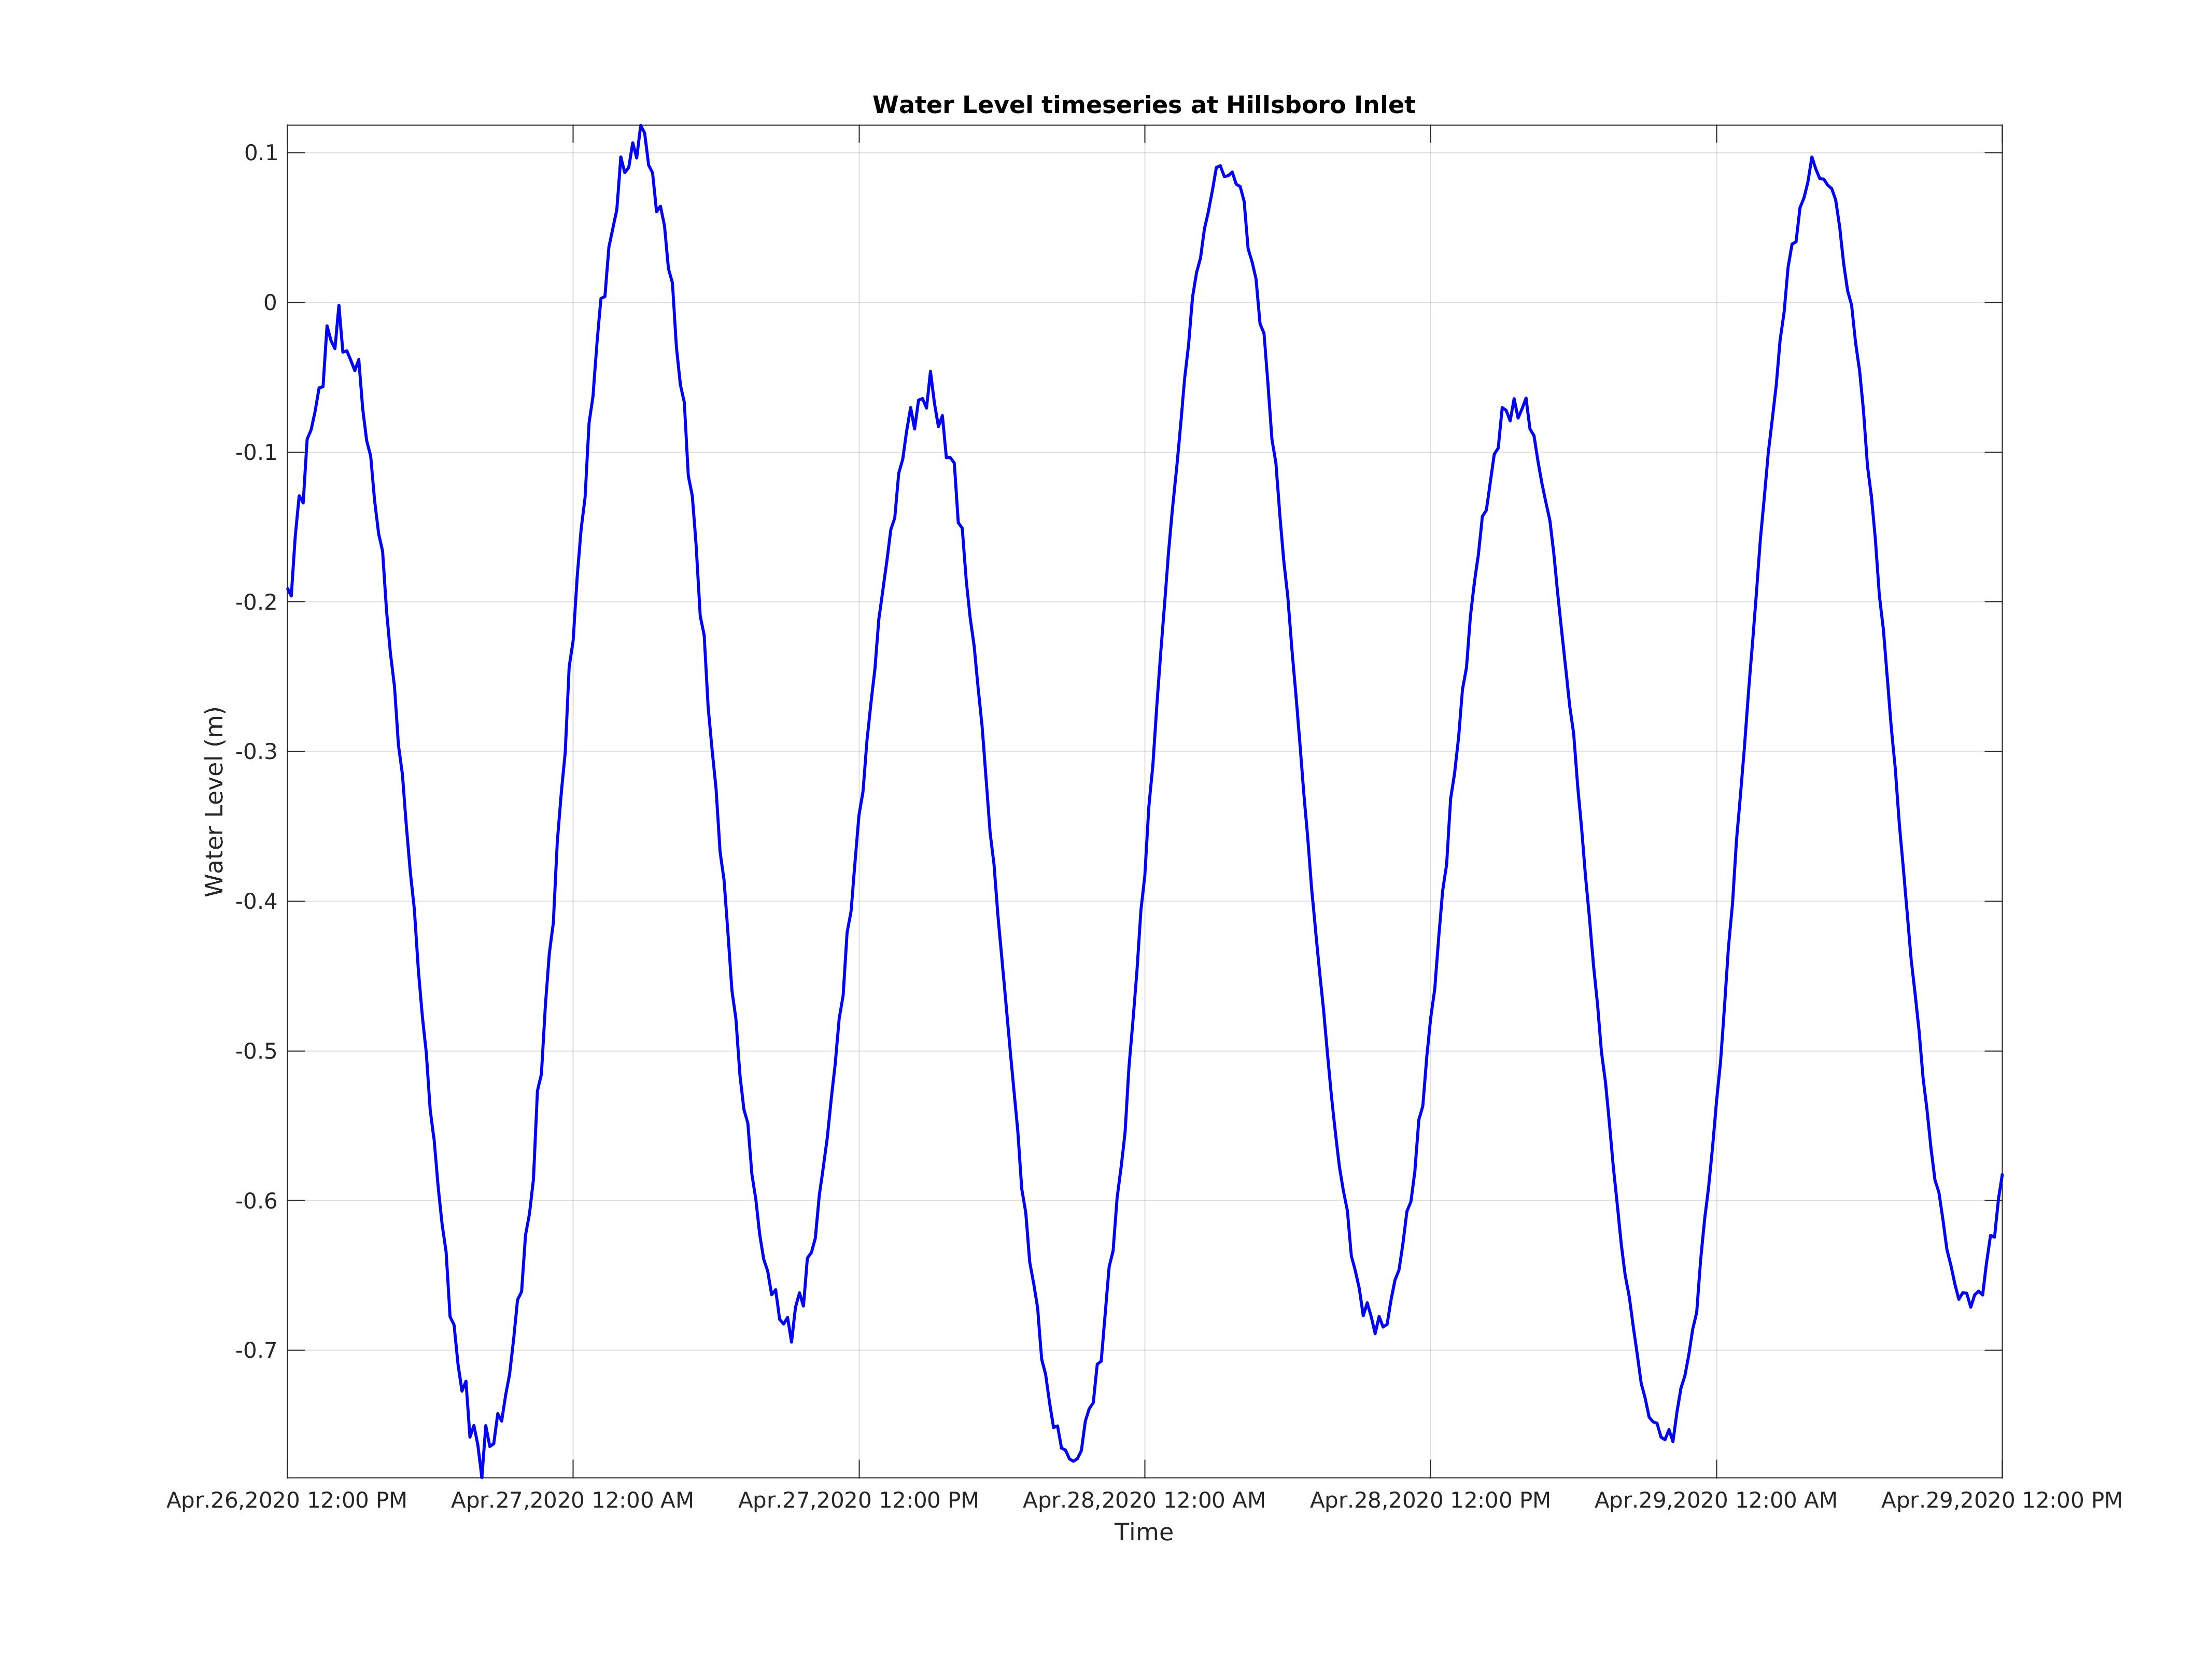 Water Level timeseries at Hillsboro Inlet
0.1
0
-0.1
-0.2
-0.3
-0.4
-0.5
-0.6
-0.7
Water Level (m)
Apr.26,2020 12:00 PM
Apr.27,2020 12:00 AM
Apr.27,2020 12:00 PM
Apr.28,2020 12:00 AM
Apr.28,2020 12:00 PM
Apr.29,2020 12:00 AM
Apr.29,2020 12:00 PM
Time